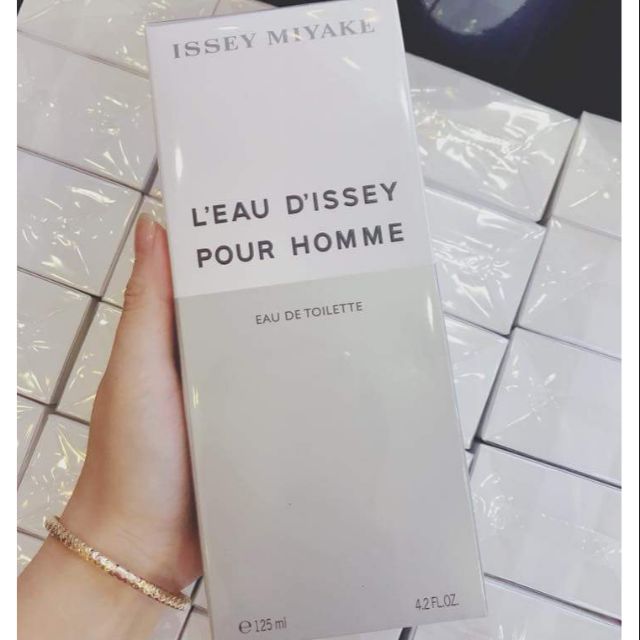 ISSEY MIYAKE
L'EAU D'ISSEY
POUR HOMME
EAU DE TOILETTE
℮ 125 ml
4.2 FL.OZ.